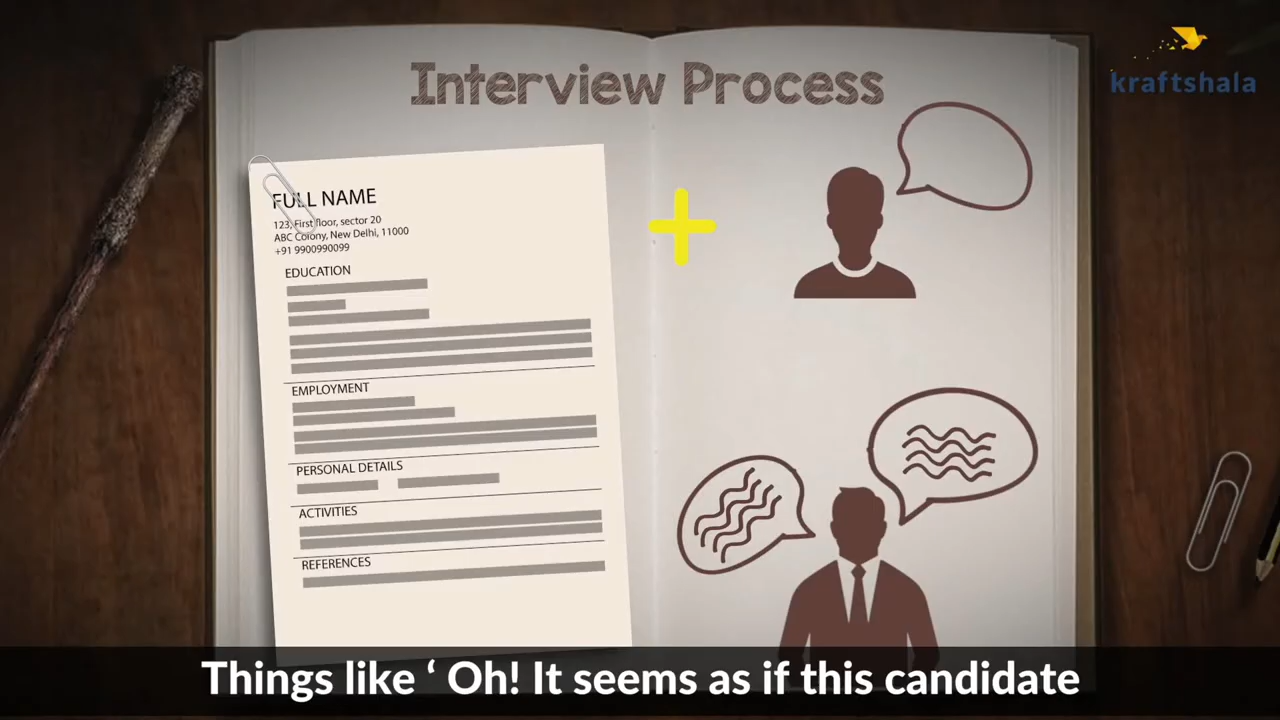 Interview Process
kraftshala
FULL NAME
123, First floor, sector 20
ABC Colony, New Delhi, 11000
+91 9900990099
EDUCATION
EMPLOYMENT
PERSONAL DETAILS
ACTIVITIES
REFERENCES
Things like ‘ Oh! It seems as if this candidate